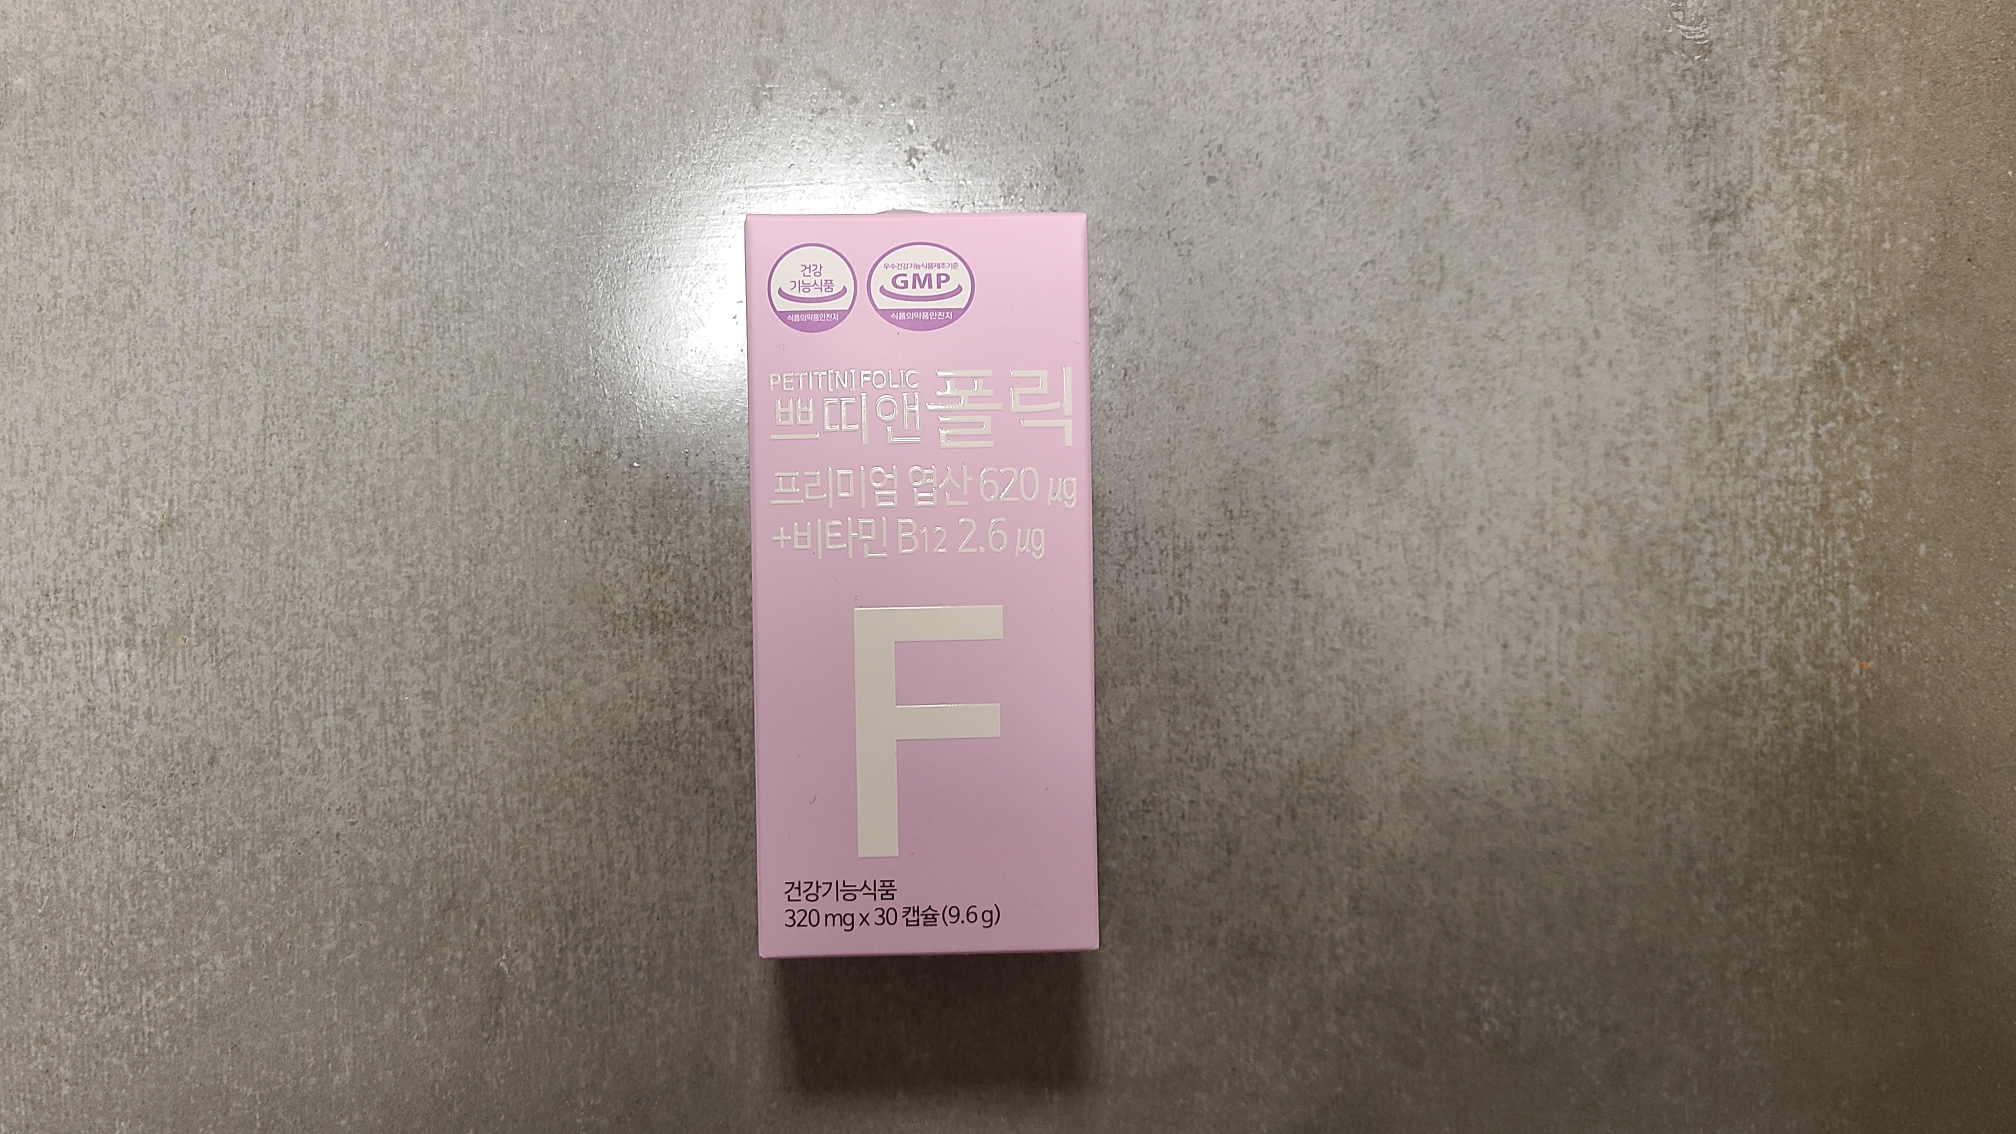 건강
기능식품
식품의약품안전처
우수건강기능식품제조기준
GMP
식품의약품안전처
PETIT[N] FOLIC
쁘띠앤 폴릭
프리미엄 엽산 620 µg
+비타민 B12 2.6 µg
F
건강기능식품
320 mg x 30 캡슐(9.6 g)